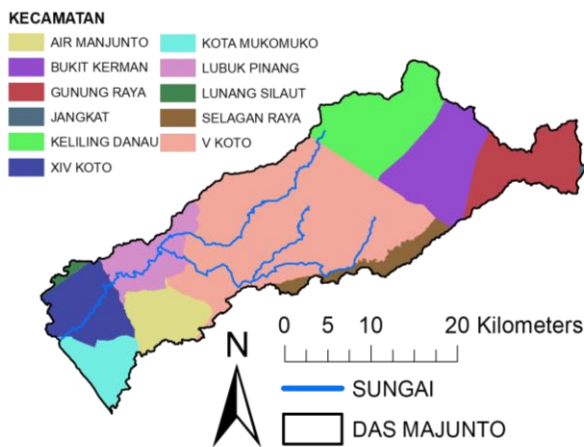 KECAMATAN
AIR MANJUNTO
BUKIT KERMAN
GUNUNG RAYA
JANGKAT
KELILING DANAU
XIV KOTO
KOTA MUKOMUKO
LUBUK PINANG
LUNANG SILAUT
SELAGAN RAYA
V KOTO
0 5 10 20 Kilometers
N
SUNGAI
DAS MAJUNTO